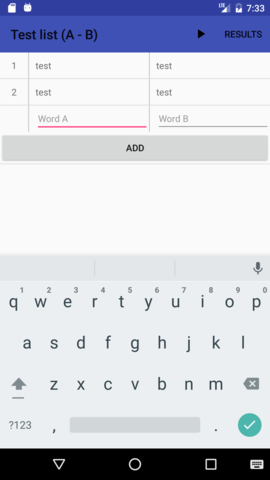 LTE 7:33
Test list (A - B) RESULTS
1 test test
2 test test
Word A Word B
ADD
1 2 3 4 5 6 7 8 9 0
q w e r t y u i o p
a s d f g h j k l
z x c v b n m
?123 , .